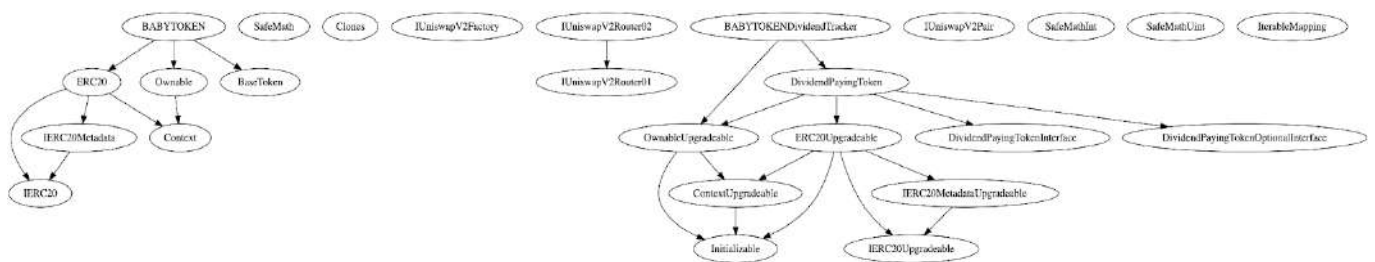 BABYTOKEN SafeMath Clones IUniswapV2Factory IUniswapV2Router02 BABYTOKENDividendTracker IUniswapV2Pair SafeMathInt SafeMathUint IterableMapping
ERC20 Ownable BaseToken IUniswapV2Router01 DividendPayingToken
IERC20Metadata Context OwnableUpgradeable ERC20Upgradeable DividendPayingTokenInterface DividendPayingTokenOptionalInterface
IERC20 ContextUpgradeable IERC20MetadataUpgradeable
Initializable IERC20Upgradeable